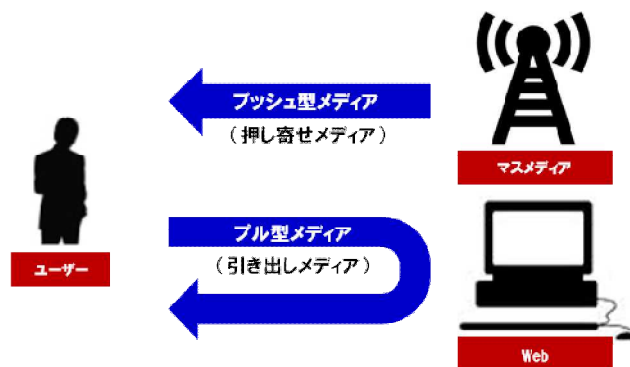 プッシュ型メディア
（押し寄せメディア）
マスメディア
プル型メディア
（引き出しメディア）
ユーザー
Web